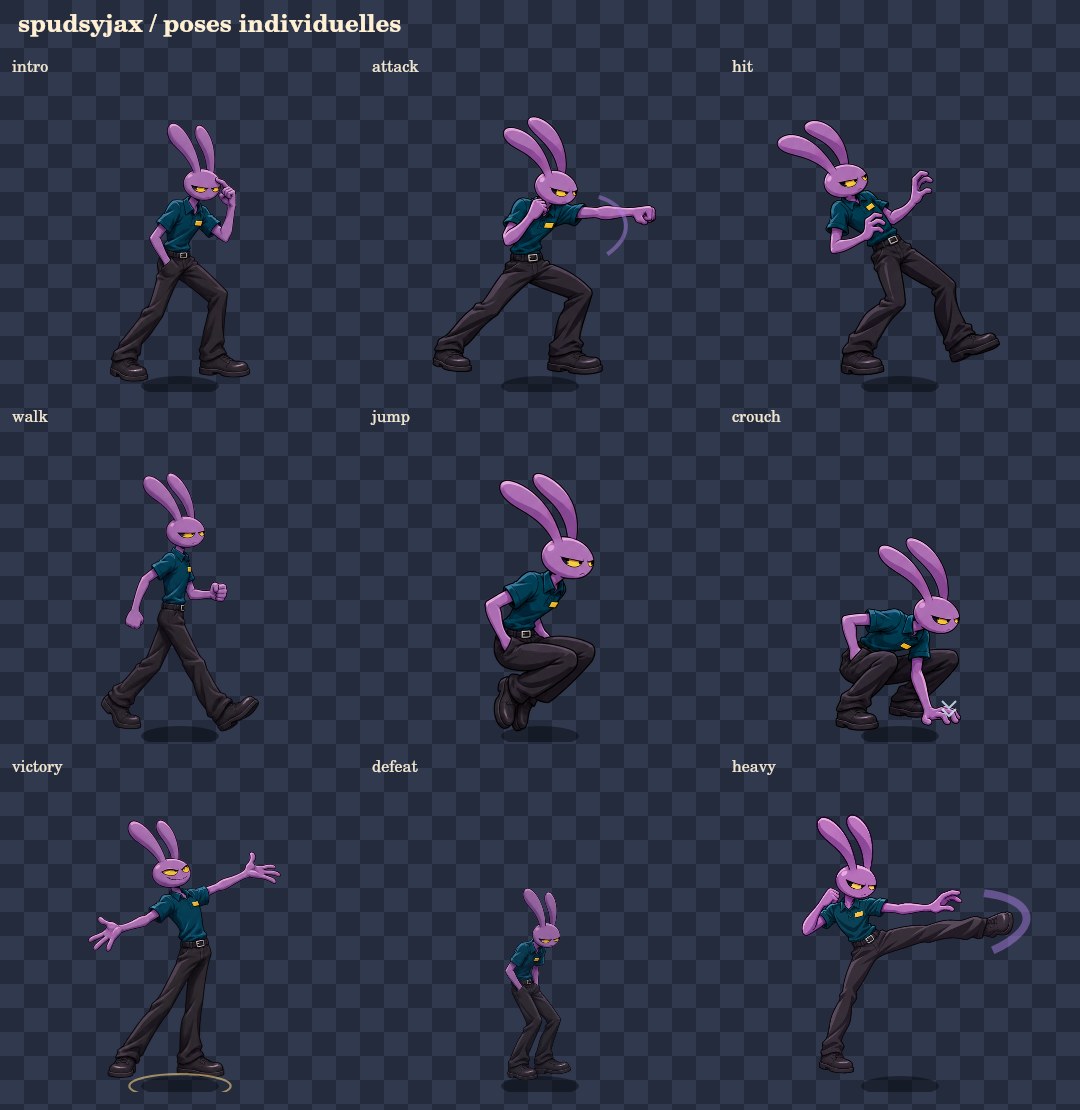 spudsyjax / poses individuelles
intro
attack
hit
walk
jump
crouch
victory
defeat
heavy